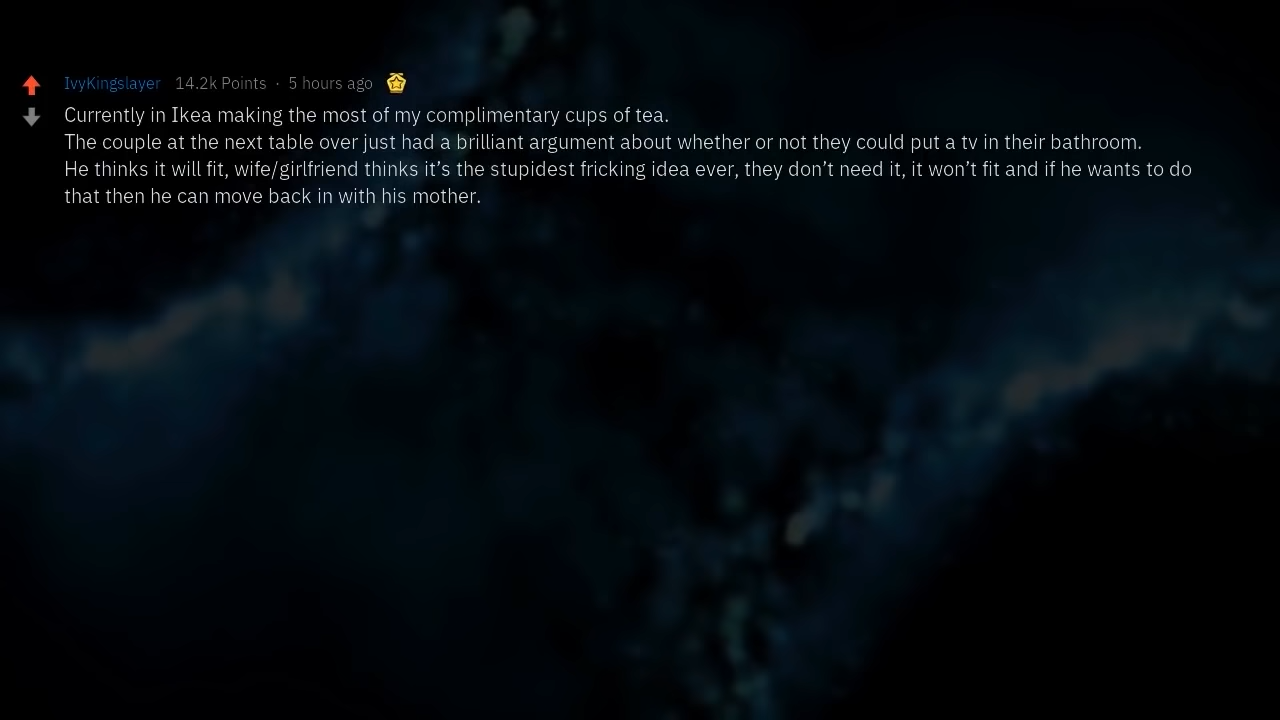 IvyKingslayer 14.2k Points · 5 hours ago
Currently in Ikea making the most of my complimentary cups of tea.
The couple at the next table over just had a brilliant argument about whether or not they could put a tv in their bathroom.
He thinks it will fit, wife/girlfriend thinks it’s the stupidest fricking idea ever, they don’t need it, it won’t fit and if he wants to do
that then he can move back in with his mother.